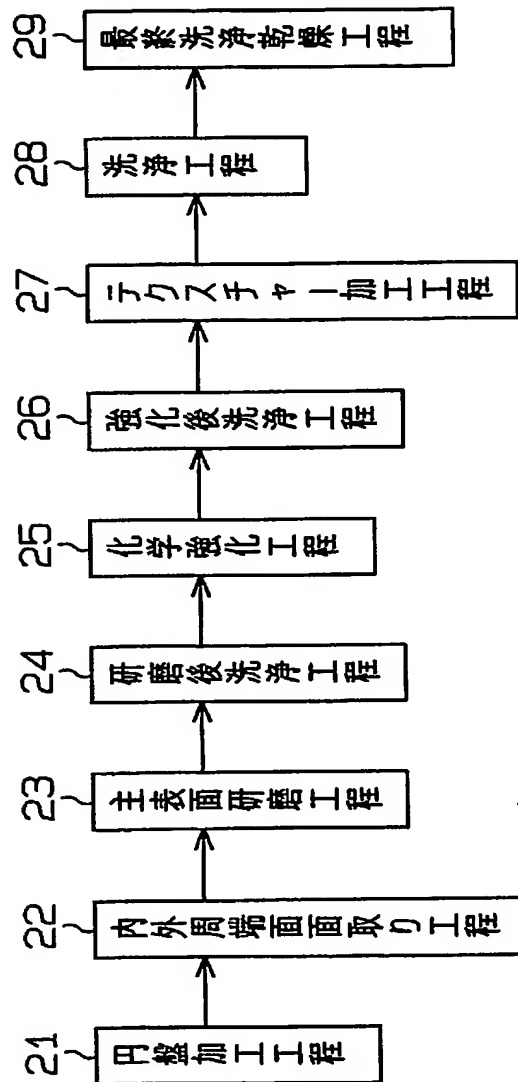 21 円盤加工工程
22 内外周端面面取り工程
23 主表面研磨工程
24 研磨後洗浄工程
25 化学強化工程
26 強化後洗浄工程
27 テクスチャー加工工程
28 洗浄工程
29 最終洗浄乾燥工程